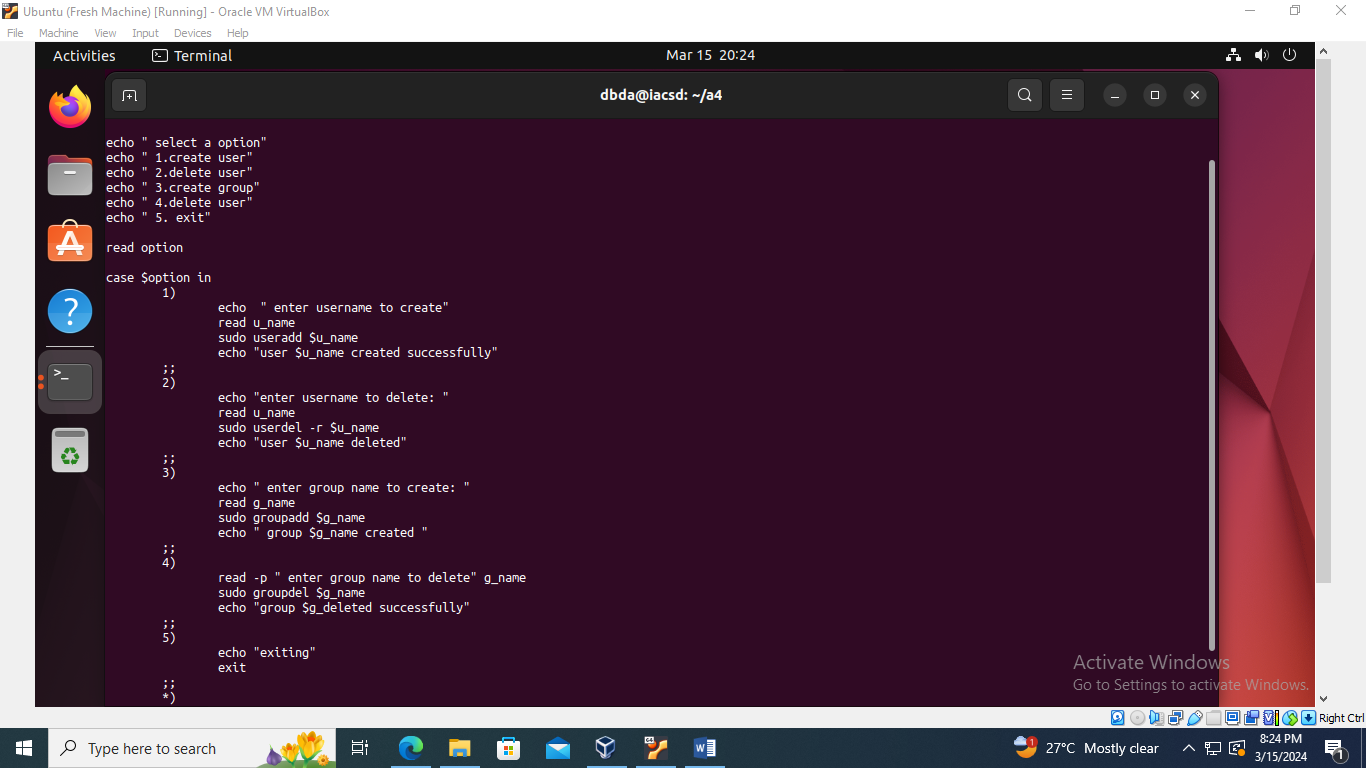 Ubuntu (Fresh Machine) [Running] - Oracle VM VirtualBox
File Machine View Input Devices Help
Activities Terminal Mar 15 20:24
dbda@iacsd: ~/a4
echo " select a option"
echo " 1.create user"
echo " 2.delete user"
echo " 3.create group"
echo " 4.delete user"
echo " 5. exit"
read option
case $option in
1)
echo  " enter username to create"
read u_name
sudo useradd $u_name
echo "user $u_name created successfully"
;;
2)
echo "enter username to delete: "
read u_name
sudo userdel -r $u_name
echo "user $u_name deleted"
;;
3)
echo " enter group name to create: "
read g_name
sudo groupadd $g_name
echo " group $g_name created "
;;
4)
read -p " enter group name to delete" g_name
sudo groupdel $g_name
echo "group $g_deleted successfully"
;;
5)
echo "exiting"
exit
;;
*)
Activate Windows
Go to Settings to activate Windows.
Right Ctrl
Type here to search
27°C Mostly clear
8:24 PM
3/15/2024